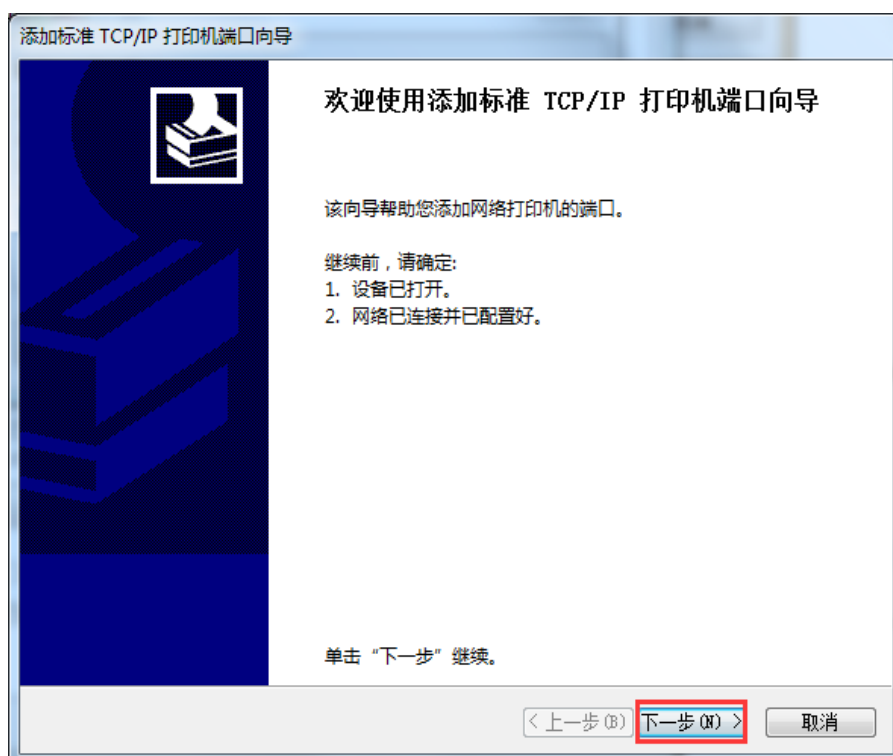 添加标准 TCP/IP 打印机端口向导
欢迎使用添加标准 TCP/IP 打印机端口向导
该向导帮助您添加网络打印机的端口。
继续前，请确定:
1. 设备已打开。
2. 网络已连接并已配置好。
单击“下一步”继续。
< 上一步(B) 下一步(N) > 取消